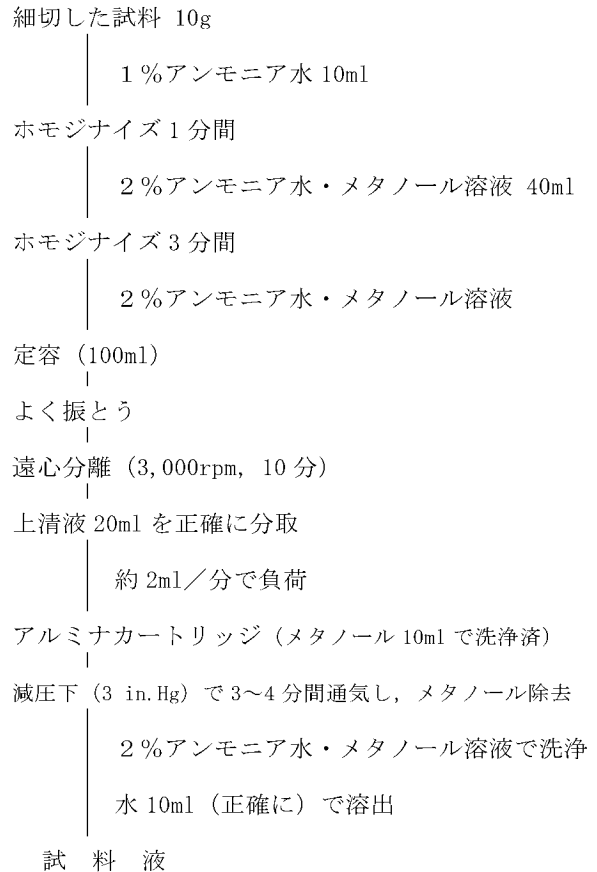 細切した試料 10g
１％アンモニア水 10ml
ホモジナイズ 1 分間
２％アンモニア水・メタノール溶液 40ml
ホモジナイズ 3 分間
２％アンモニア水・メタノール溶液
定容（100ml）
よく振とう
遠心分離（3,000rpm, 10 分）
上清液 20ml を正確に分取
約 2ml／分で負荷
アルミナカートリッジ（メタノール 10ml で洗浄済）
減圧下（3 in.Hg）で 3～4 分間通気し，メタノール除去
２％アンモニア水・メタノール溶液で洗浄
水 10ml（正確に）で溶出
試　料　液